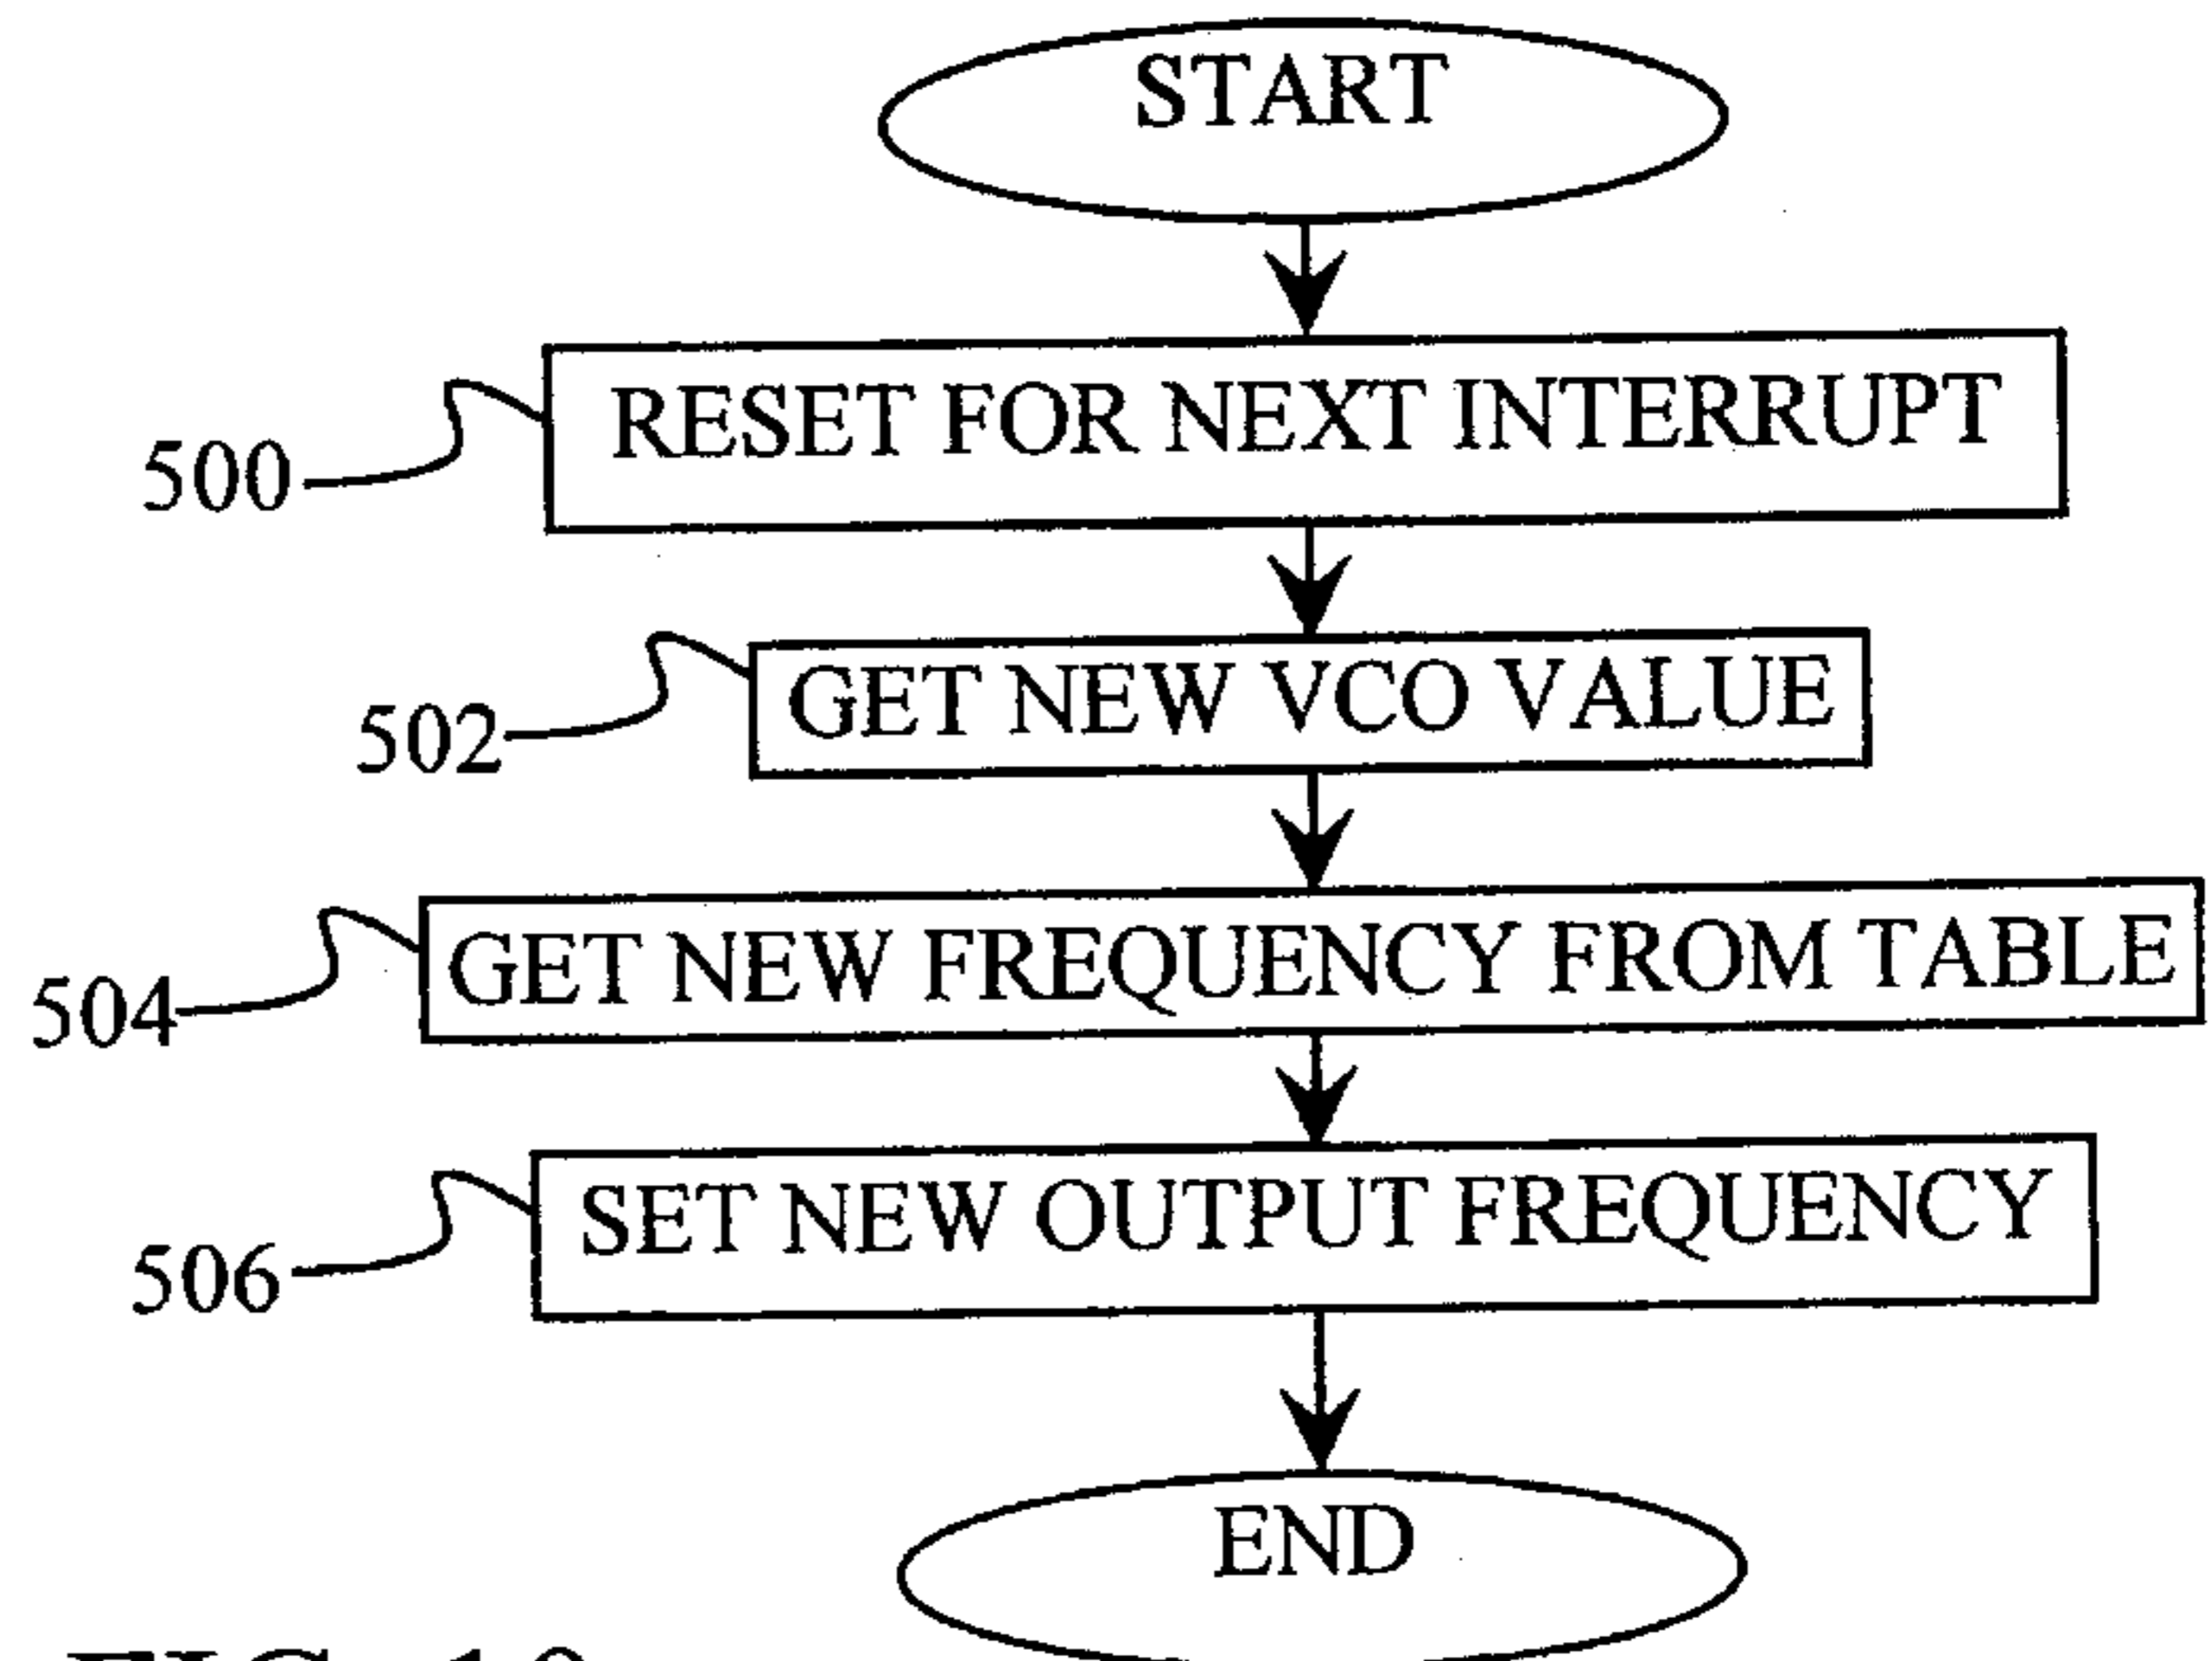 START
RESET FOR NEXT INTERRUPT
500
GET NEW VCO VALUE
502
GET NEW FREQUENCY FROM TABLE
504
SET NEW OUTPUT FREQUENCY
506
END